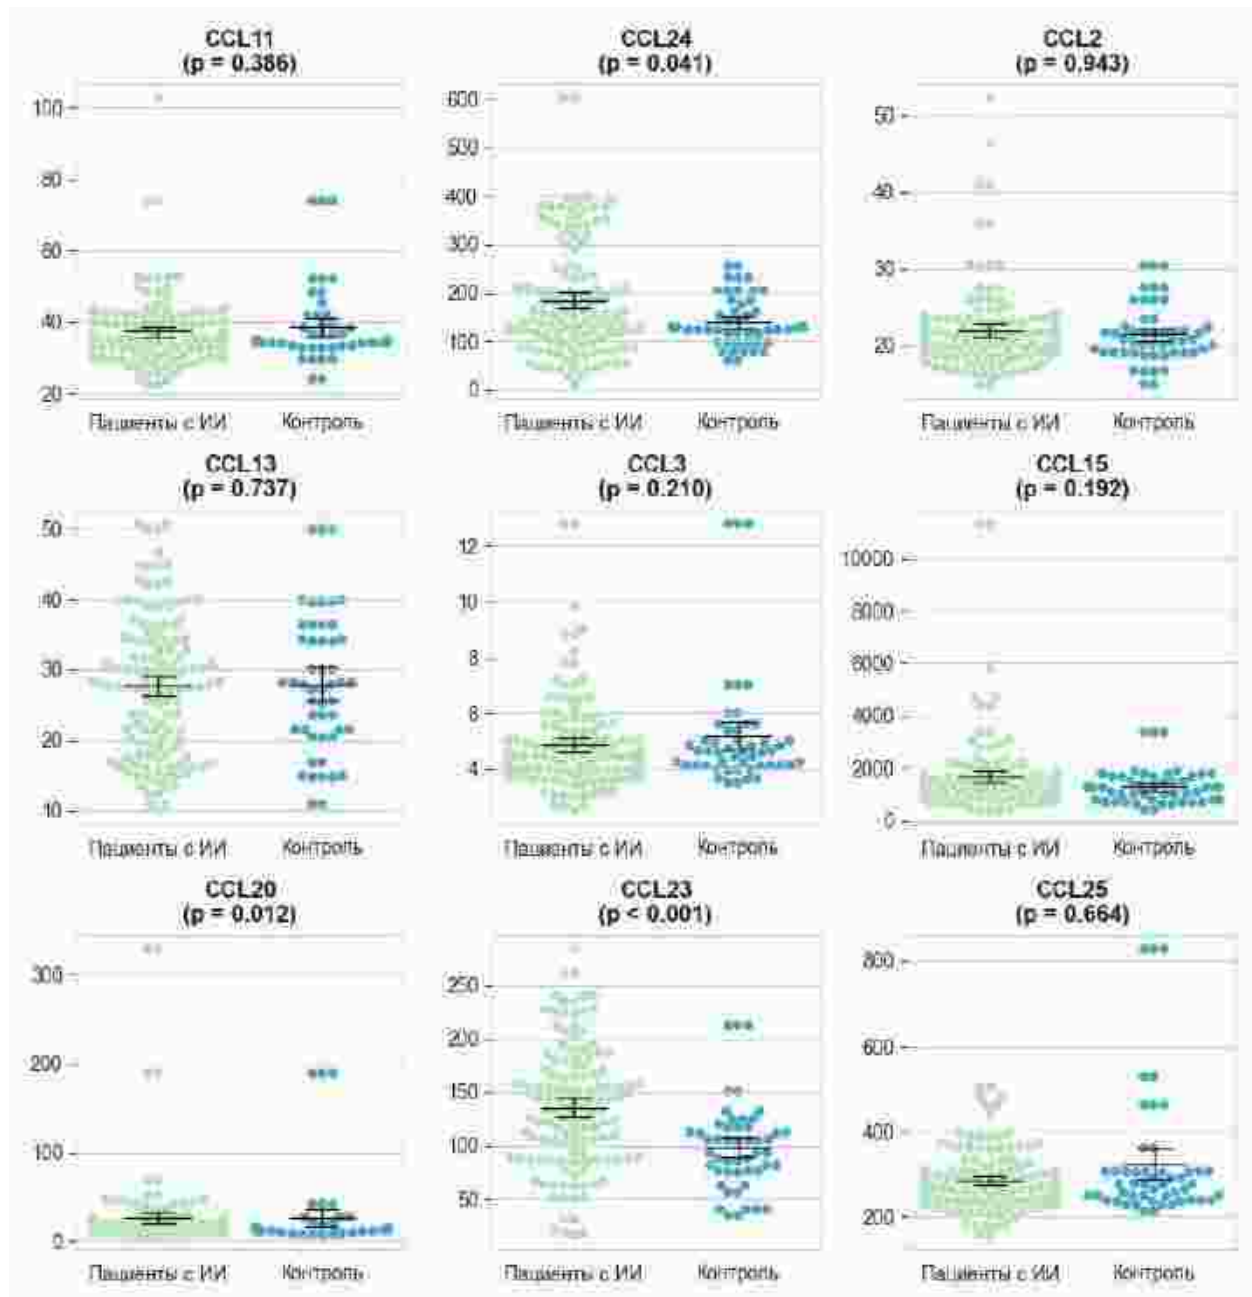 CCL11
(p = 0.386)
100
80
60
40
20
Пациенты с ИИ Контроль
CCL24
(p = 0.041)
600
500
400
300
200
100
0
Пациенты с ИИ Контроль
CCL2
(p = 0.943)
50
40
30
20
Пациенты с ИИ Контроль
CCL13
(p = 0.737)
50
40
30
20
10
Пациенты с ИИ Контроль
CCL3
(p = 0.210)
12
10
8
6
4
Пациенты с ИИ Контроль
CCL15
(p = 0.192)
10000
8000
6000
4000
2000
0
Пациенты с ИИ Контроль
CCL20
(p = 0.012)
300
200
100
0
Пациенты с ИИ Контроль
CCL23
(p < 0.001)
250
200
150
100
50
Пациенты с ИИ Контроль
CCL25
(p = 0.664)
800
600
400
200
Пациенты с ИИ Контроль